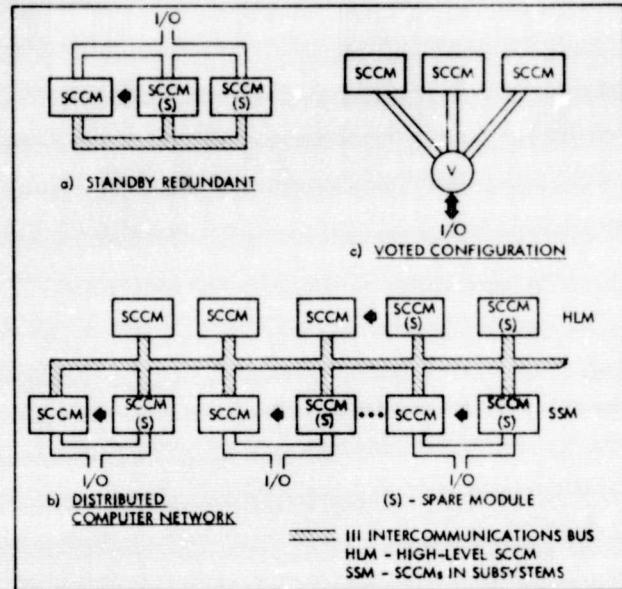 I/O
SCCM
SCCM
(S)
SCCM
(S)
a) STANDBY REDUNDANT
SCCM
SCCM
SCCM
V
I/O
c) VOTED CONFIGURATION
SCCM
SCCM
SCCM
SCCM
(S)
SCCM
(S)
HLM
SCCM
SCCM
(S)
SCCM
SCCM
(S)
SCCM
SCCM
(S)
SSM
I/O
I/O
I/O
b) DISTRIBUTED
COMPUTER NETWORK
(S) - SPARE MODULE
III INTERCOMMUNICATIONS BUS
HLM - HIGH-LEVEL SCCM
SSM - SCCMs IN SUBSYSTEMS